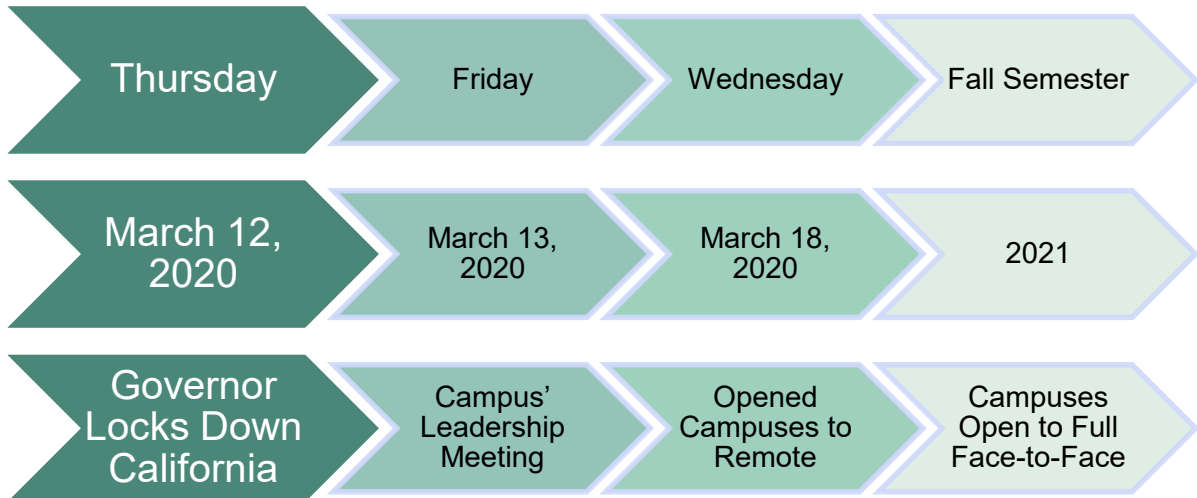 Thursday
Friday
Wednesday
Fall Semester
March 12,
2020
March 13,
2020
March 18,
2020
2021
Governor
Locks Down
California
Campus’
Leadership
Meeting
Opened
Campuses to
Remote
Campuses
Open to Full
Face-to-Face